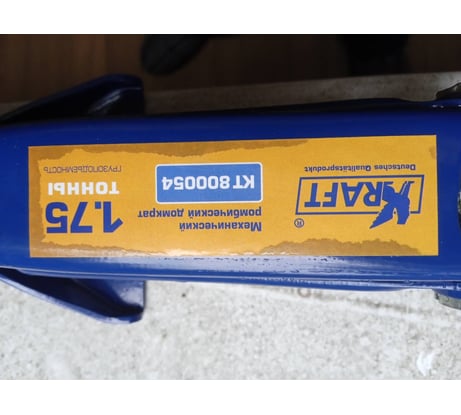 KRAFT
®
Deutsches Qualitätsprodukt
KT 800054
Механический
ромбический домкрат
1.75
ТОННЫ
ГРУЗОПОДЪЕМНОСТЬ